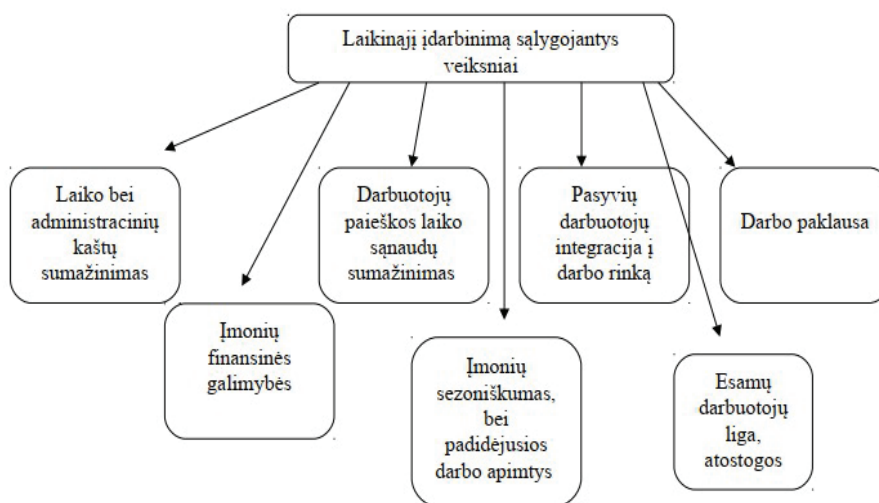 Laikinąjį įdarbinimą sąlygojantys
veiksniai
Laiko bei
administracinių
kaštų
sumažinimas
Darbuotojų
paieškos laiko
sąnaudų
sumažinimas
Pasyvių
darbuotojų
integracija į
darbo rinką
Darbo paklausa
Įmonių
finansinės
galimybės
Įmonių
sezoniškumas,
bei
padidėjusios
darbo apimtys
Esamų
darbuotojų
liga,
atostogos